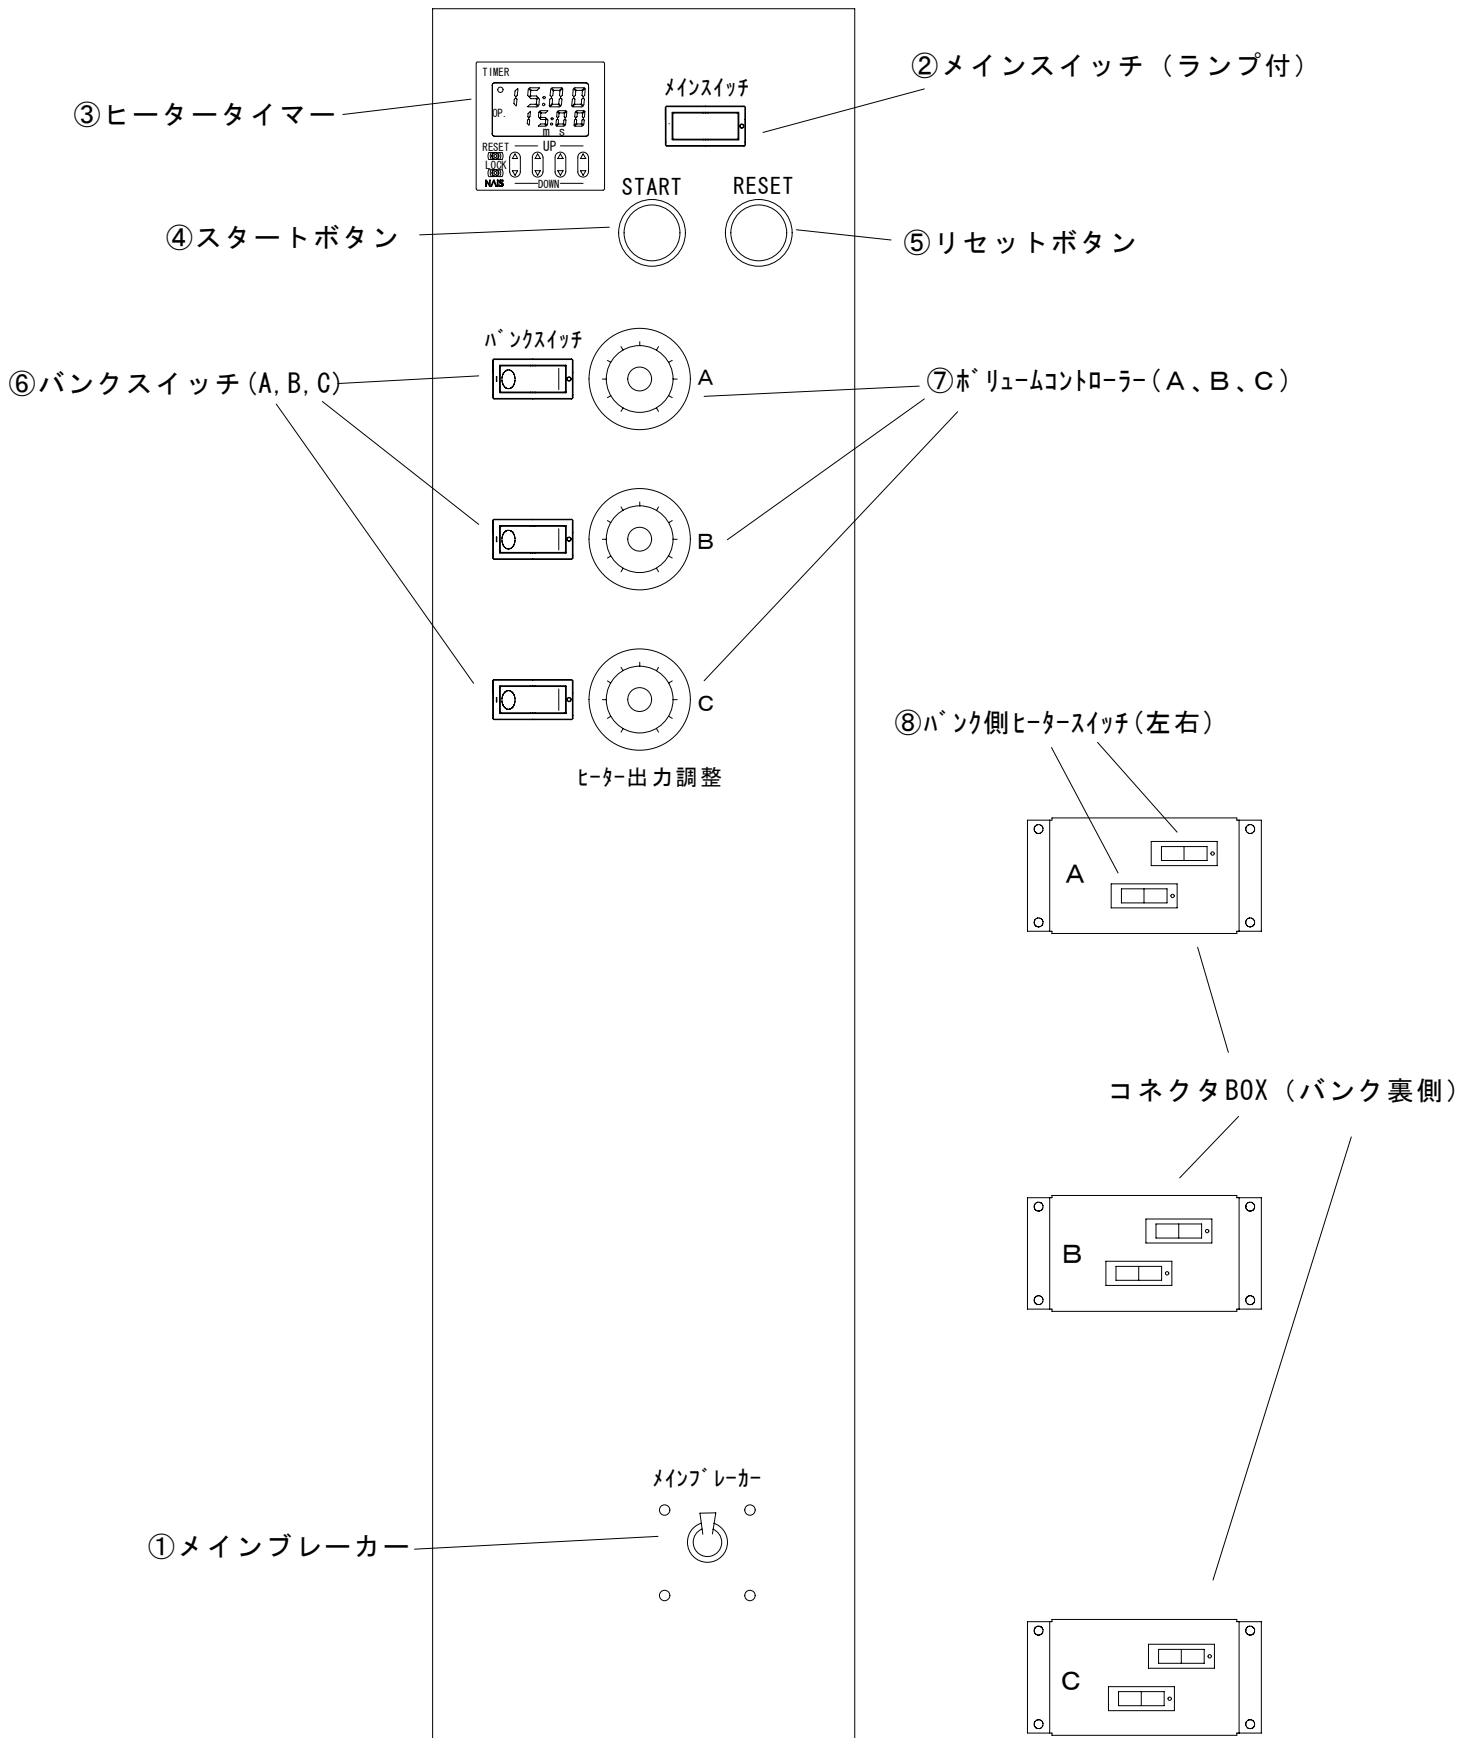 ②メインスイッチ（ランプ付）
TIMER
メインスイッチ
15:00
③ヒータータイマー
OP.
15:00
m s
RESET
UP
LOCK
NAIS
DOWN
START
RESET
④スタートボタン
⑤リセットボタン
バンクスイッチ
⑥バンクスイッチ(A,B,C)
A
⑦ボリュームコントローラー(A、B、C)
B
C
⑧バンク側ヒータースイッチ(左右)
ヒーター出力調整
A
コネクタBOX（バンク裏側）
B
メインブレーカー
①メインブレーカー
C